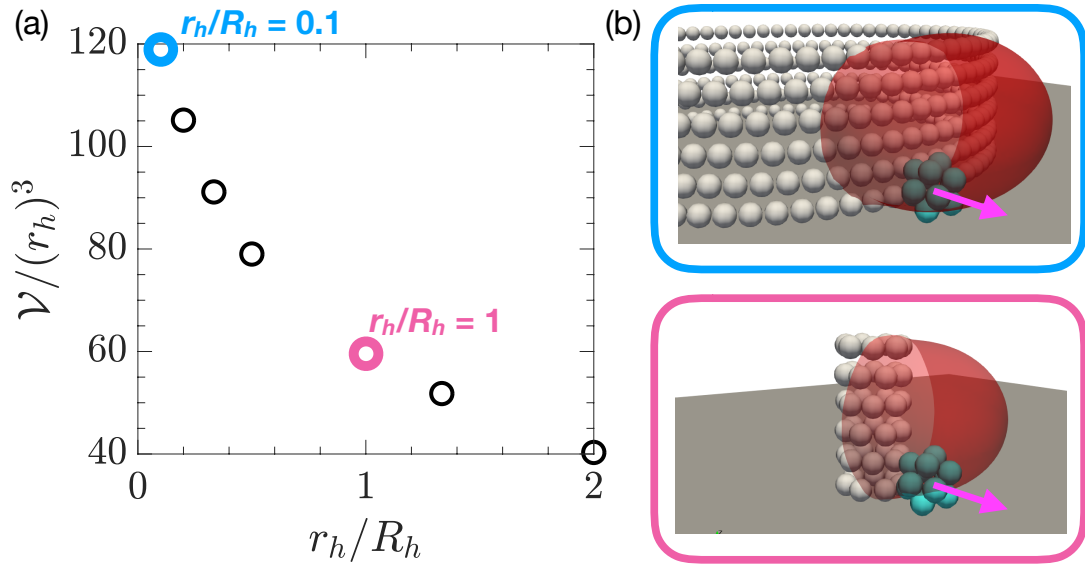 (a)
r_h/R_h = 0.1
120
100
80
60
40
𝒱/(r_h)^3
r_h/R_h = 1
0
1
2
r_h/R_h
(b)